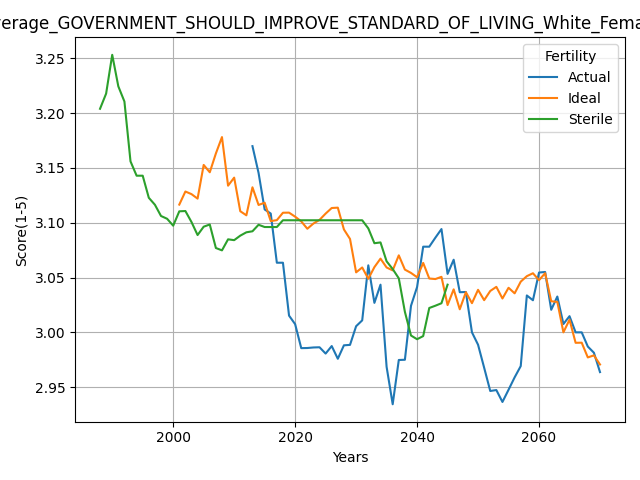 verage_GOVERNMENT_SHOULD_IMPROVE_STANDARD_OF_LIVING_White_Fema
Fertility
Actual
Ideal
Sterile
3.25
3.20
3.15
3.10
3.05
3.00
2.95
Score(1-5)
2000
2020
2040
2060
Years